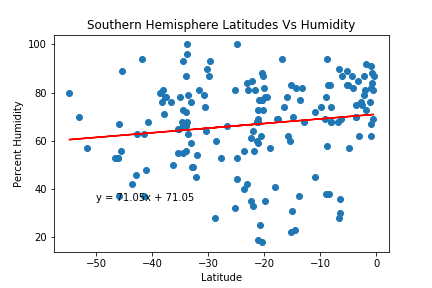 Southern Hemisphere Latitudes Vs Humidity
100
80
60
40
20
Percent Humidity
y = 71.05x + 71.05
−50
−40
−30
−20
−10
0
Latitude